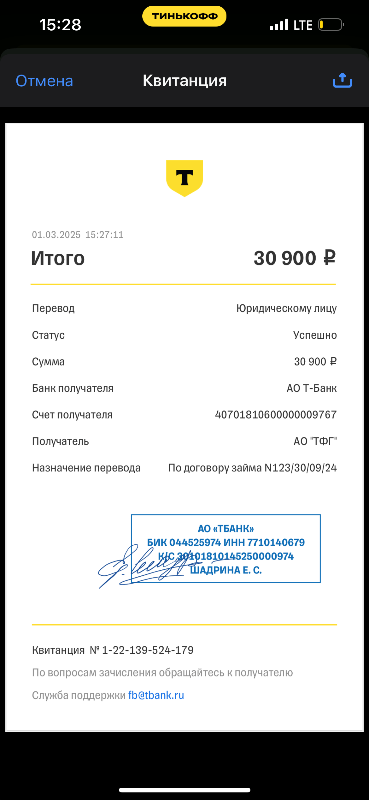 15:28
ТИНЬКОФФ
LTE
Отмена
Квитанция
Т
01.03.2025 15:27:11
Итого 30 900 ₽
Перевод Юридическому лицу
Статус Успешно
Сумма 30 900 ₽
Банк получателя АО Т-Банк
Счет получателя 40701810600000009767
Получатель АО "ТФГ"
Назначение перевода По договору займа N123/30/09/24
АО «ТБАНК»
БИК 044525974 ИНН 7710140679
К/С 30101810145250000974
ШАДРИНА Е. С.
Квитанция № 1-22-139-524-179
По вопросам зачисления обращайтесь к получателю
Служба поддержки fb@tbank.ru